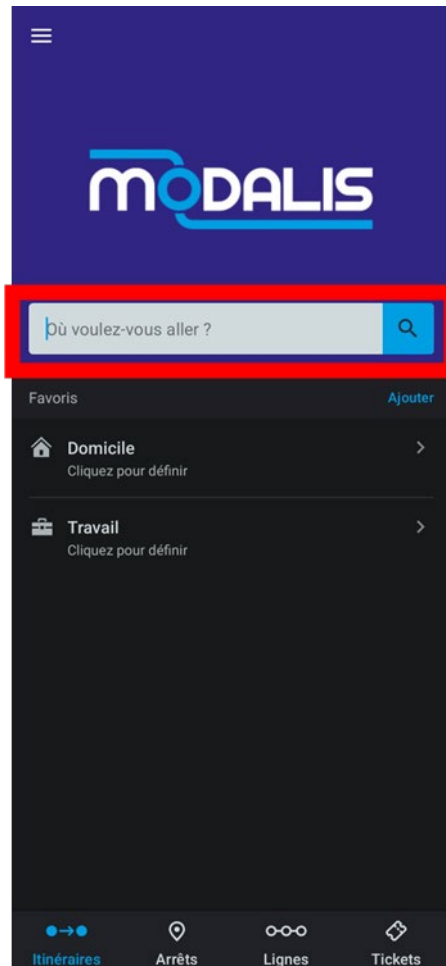 MODALIS
Où voulez-vous aller ?
Favoris
Ajouter
Domicile
Cliquez pour définir
Travail
Cliquez pour définir
Itinéraires
Arrêts
Lignes
Tickets